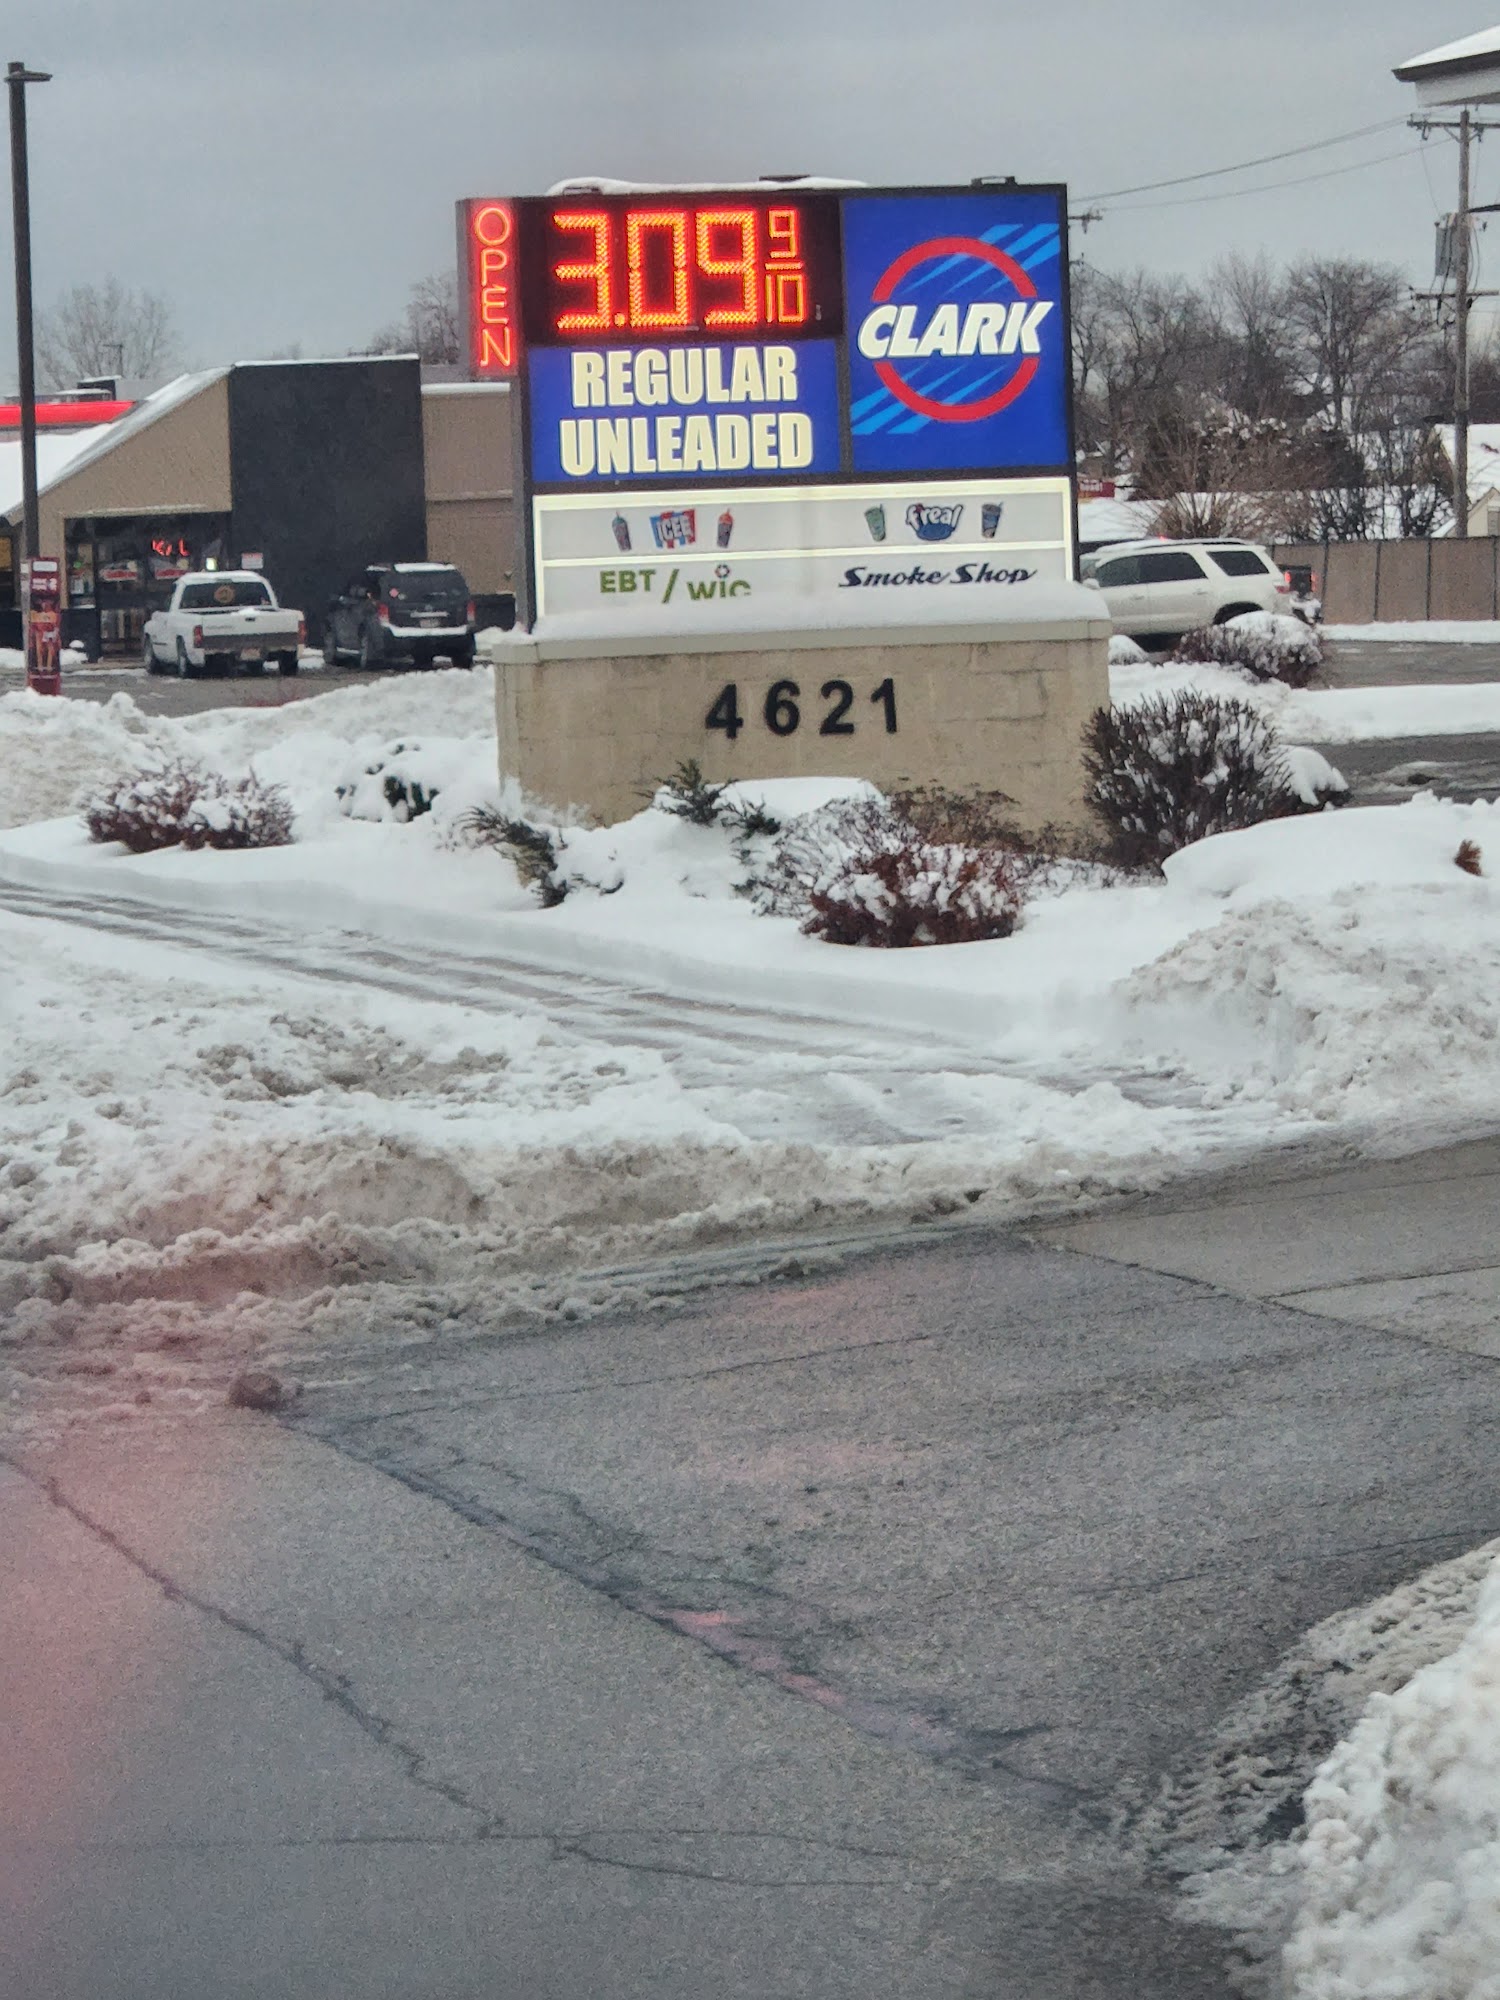 OPEN
3.09 9/10
CLARK
REGULAR
UNLEADED
ICEE
f'real
EBT / WIC
Smoke Shop
4621